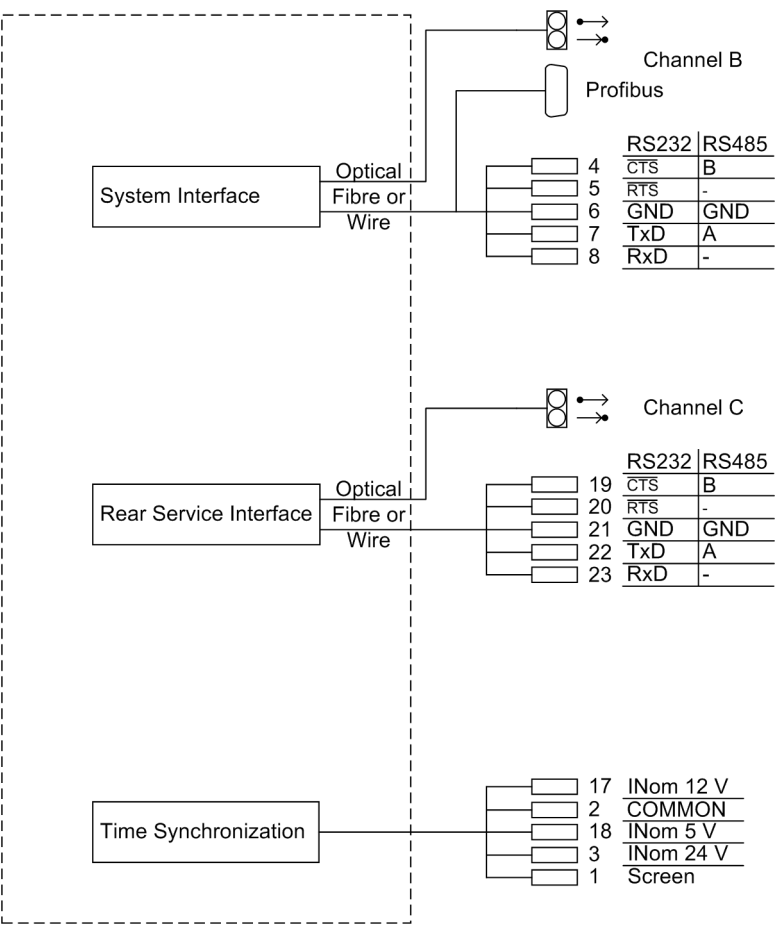 Channel B
Profibus
RS232 RS485
4 CTS B
5 RTS -
6 GND GND
7 TxD A
8 RxD -
System Interface
Optical
Fibre or
Wire
Channel C
RS232 RS485
19 CTS B
20 RTS -
21 GND GND
22 TxD A
23 RxD -
Rear Service Interface
Optical
Fibre or
Wire
Time Synchronization
17 INom 12 V
2 COMMON
18 INom 5 V
3 INom 24 V
1 Screen